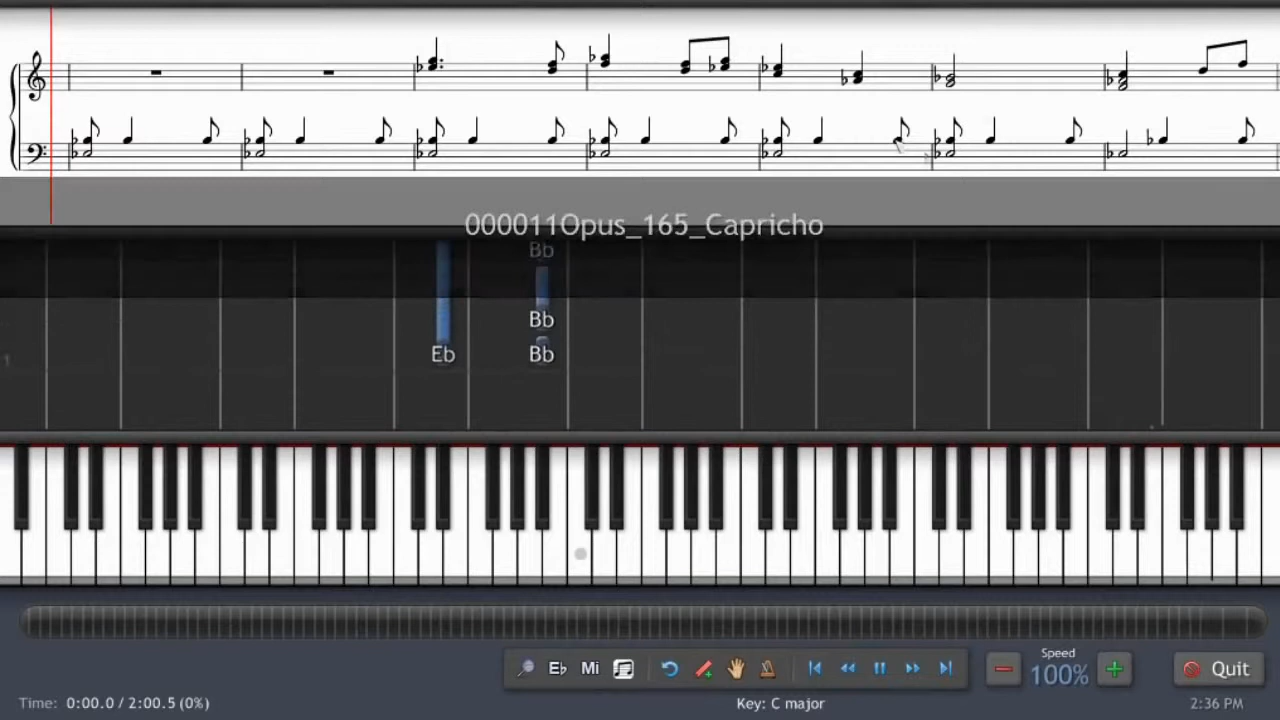 000011Opus_165_Capricho
Bb
Bb
Eb Bb
1
E♭ Mi
Speed
100%
Quit
Time: 0:00.0 / 2:00.5 (0%)
Key: C major
2:36 PM